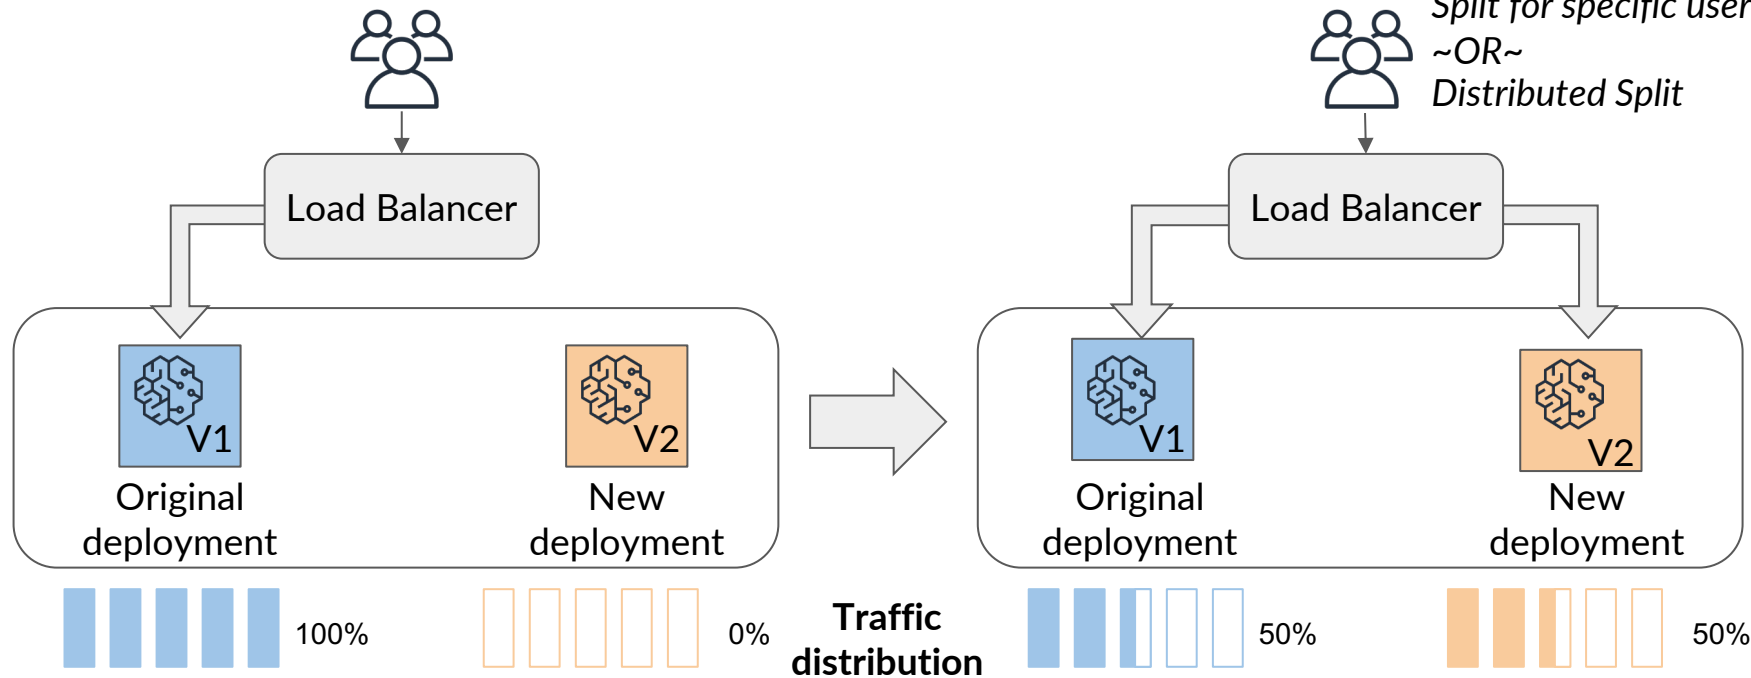 Split for specific user
~OR~
Distributed Split
Load Balancer
Load Balancer
V1
V2
Original
deployment
New
deployment
V1
V2
Original
deployment
New
deployment
100%
0%
Traffic
distribution
50%
50%